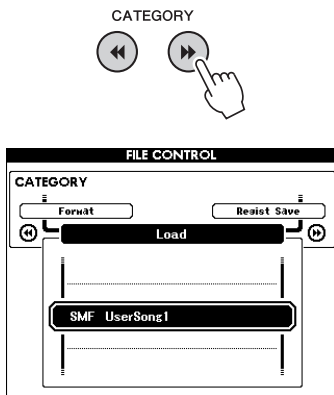 CATEGORY
FILE CONTROL
CATEGORY
Format
Regist Save
Load
SMF UserSong1